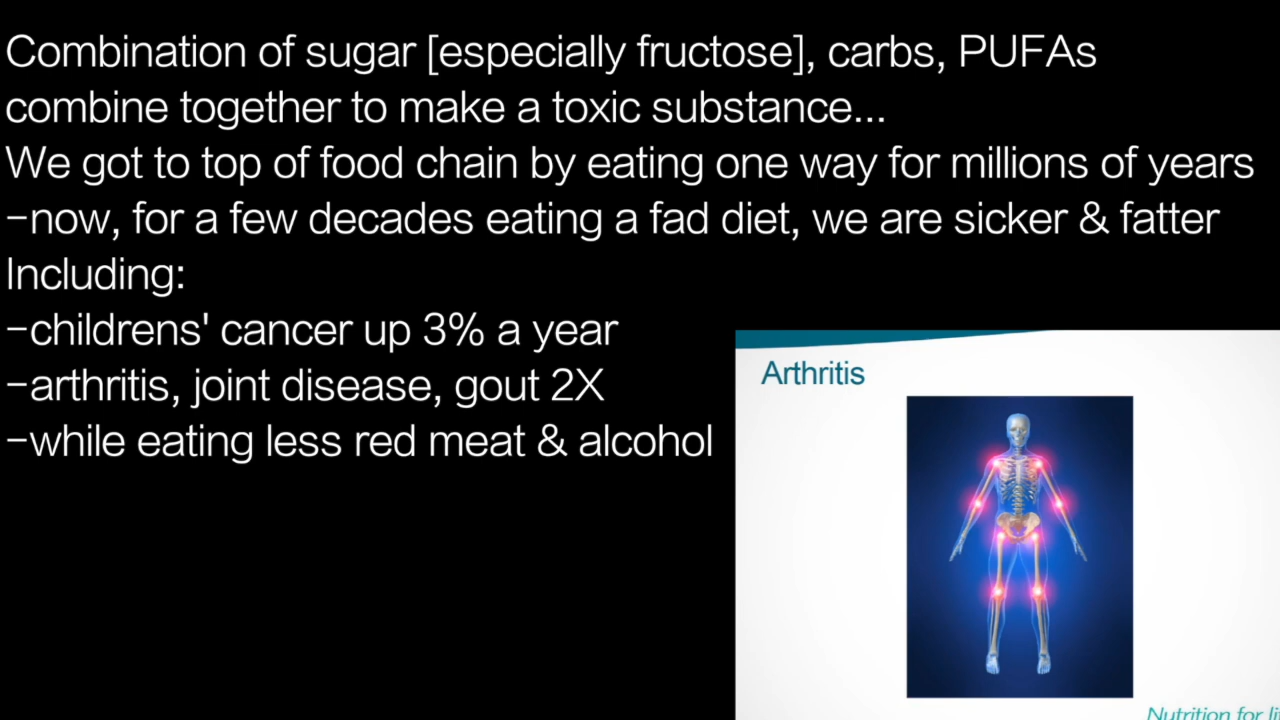 Combination of sugar [especially fructose], carbs, PUFAs
combine together to make a toxic substance...
We got to top of food chain by eating one way for millions of years
-now, for a few decades eating a fad diet, we are sicker & fatter
Including:
-childrens' cancer up 3% a year
-arthritis, joint disease, gout 2X
-while eating less red meat & alcohol
Arthritis
Nutrition for